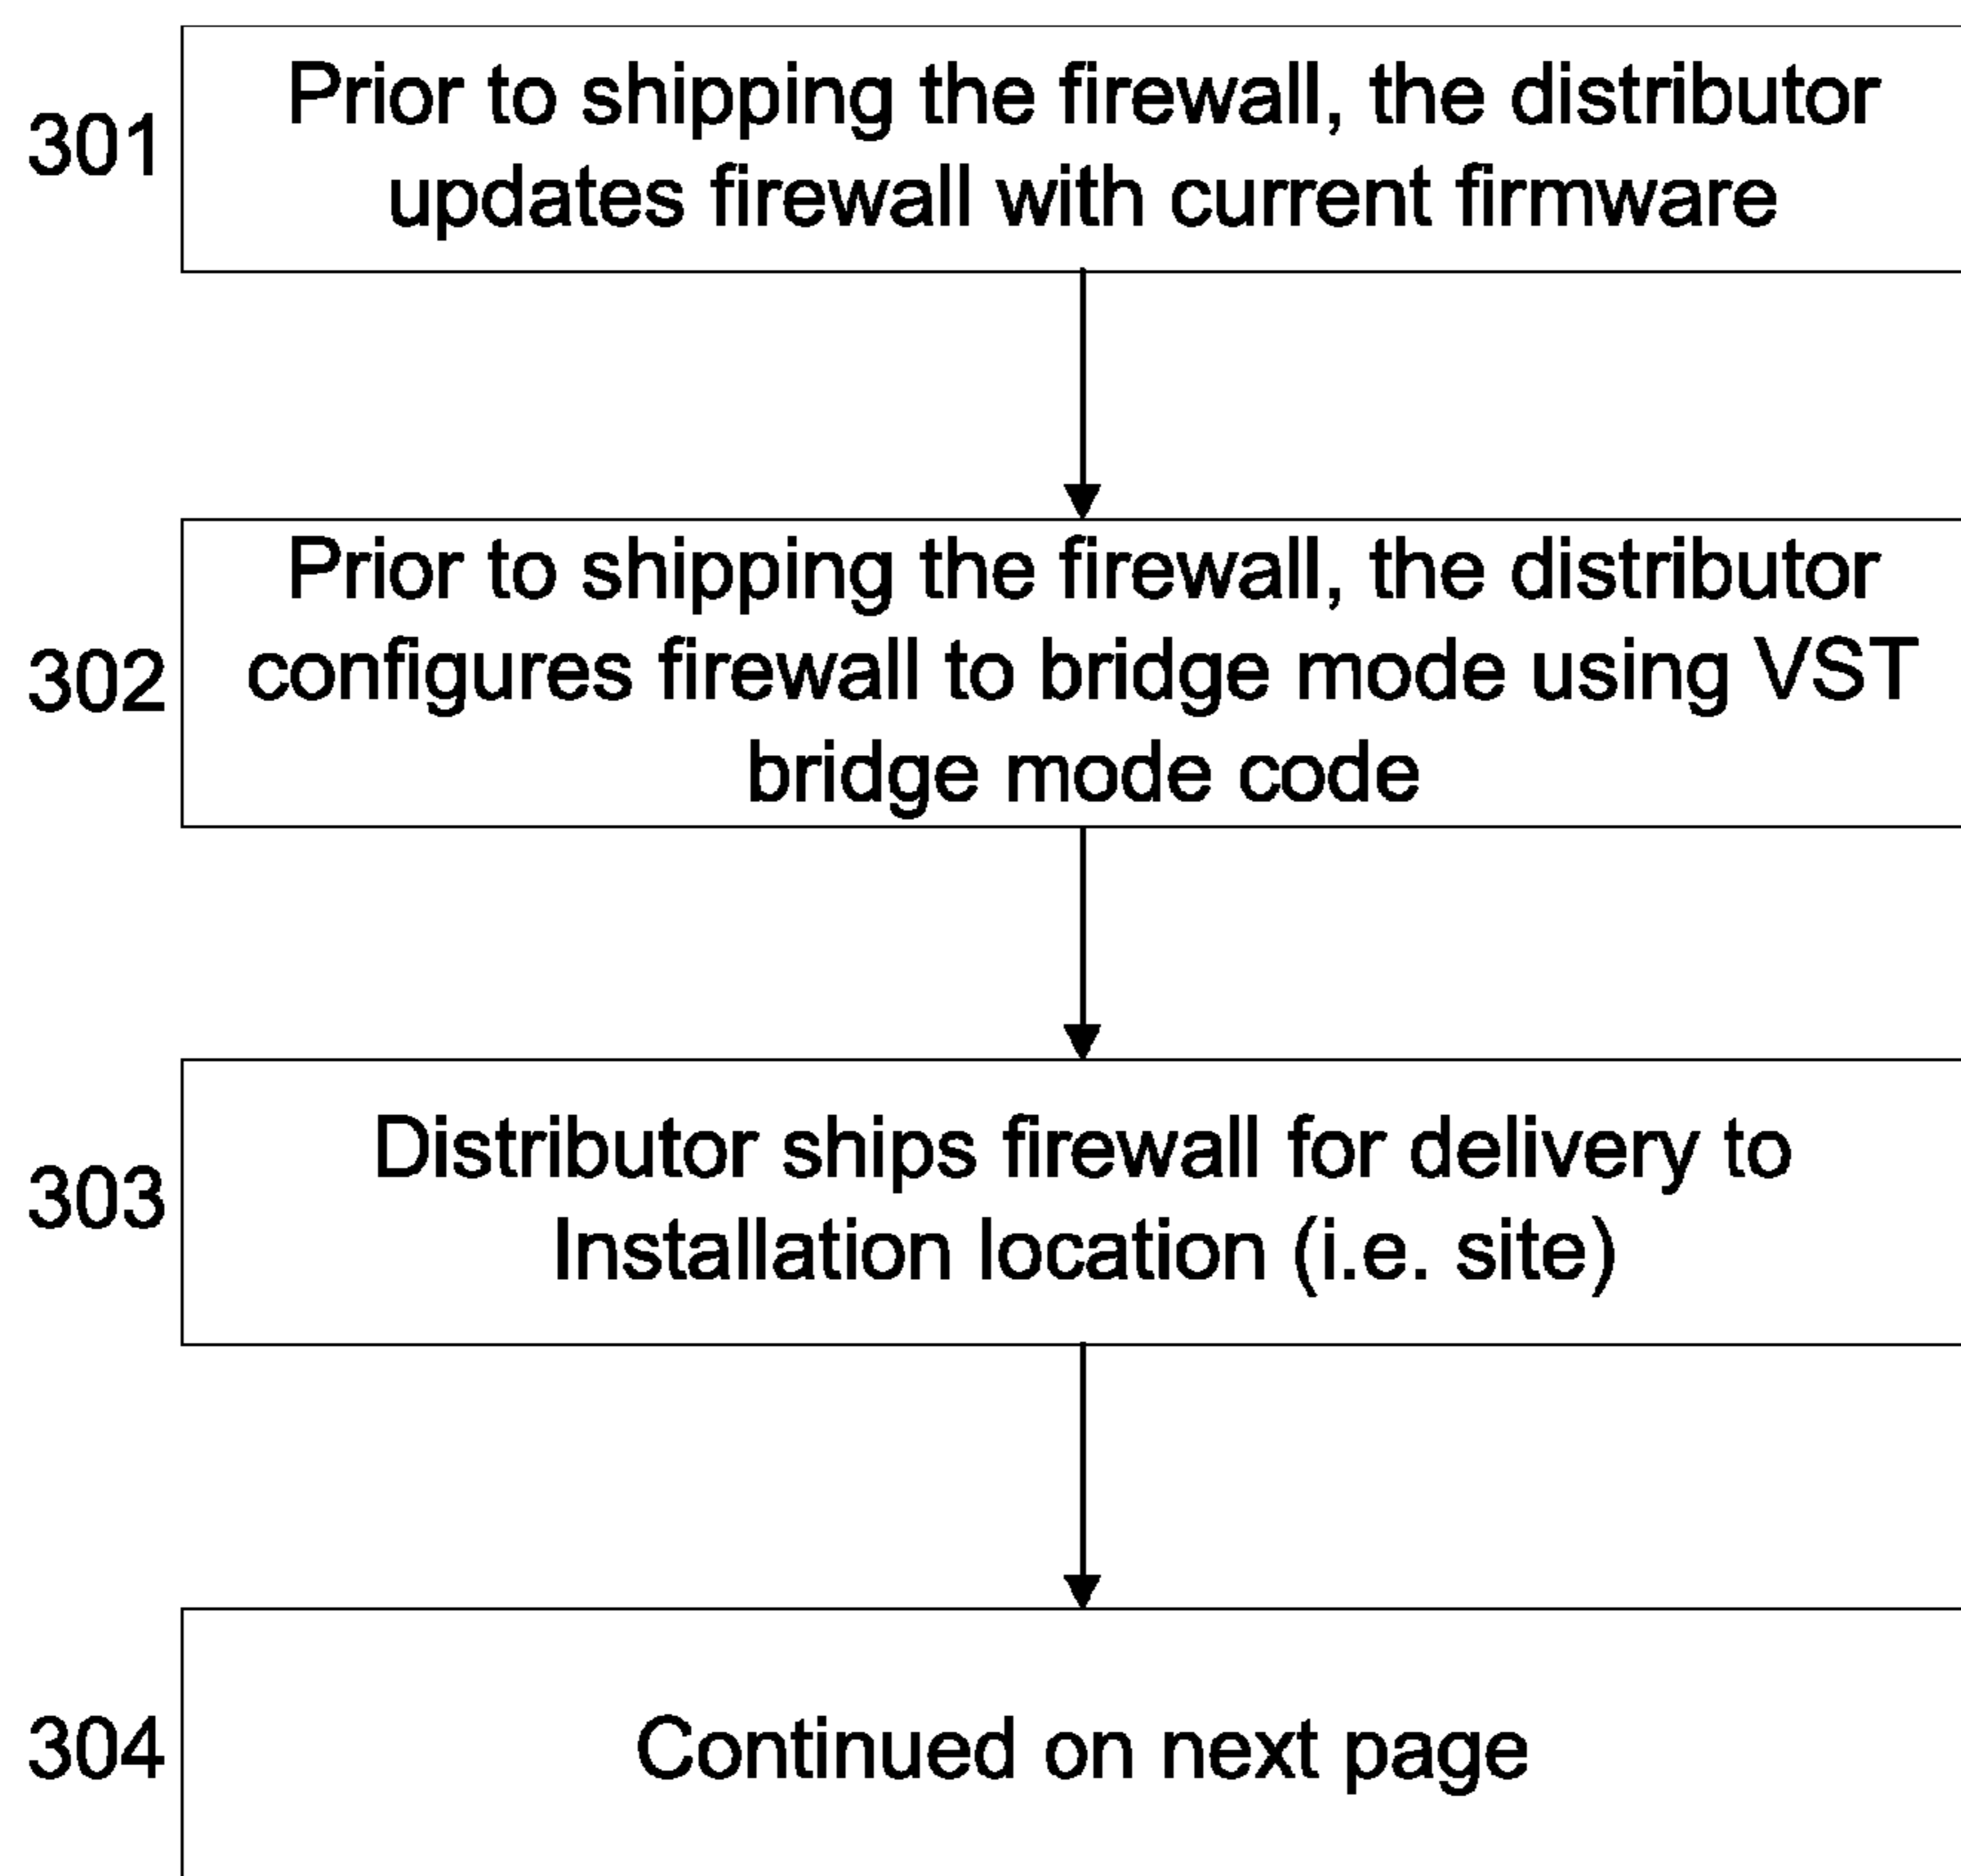 301
Prior to shipping the firewall, the distributor
updates firewall with current firmware
302
Prior to shipping the firewall, the distributor
configures firewall to bridge mode using VST
bridge mode code
303
Distributor ships firewall for delivery to
Installation location (i.e. site)
304
Continued on next page